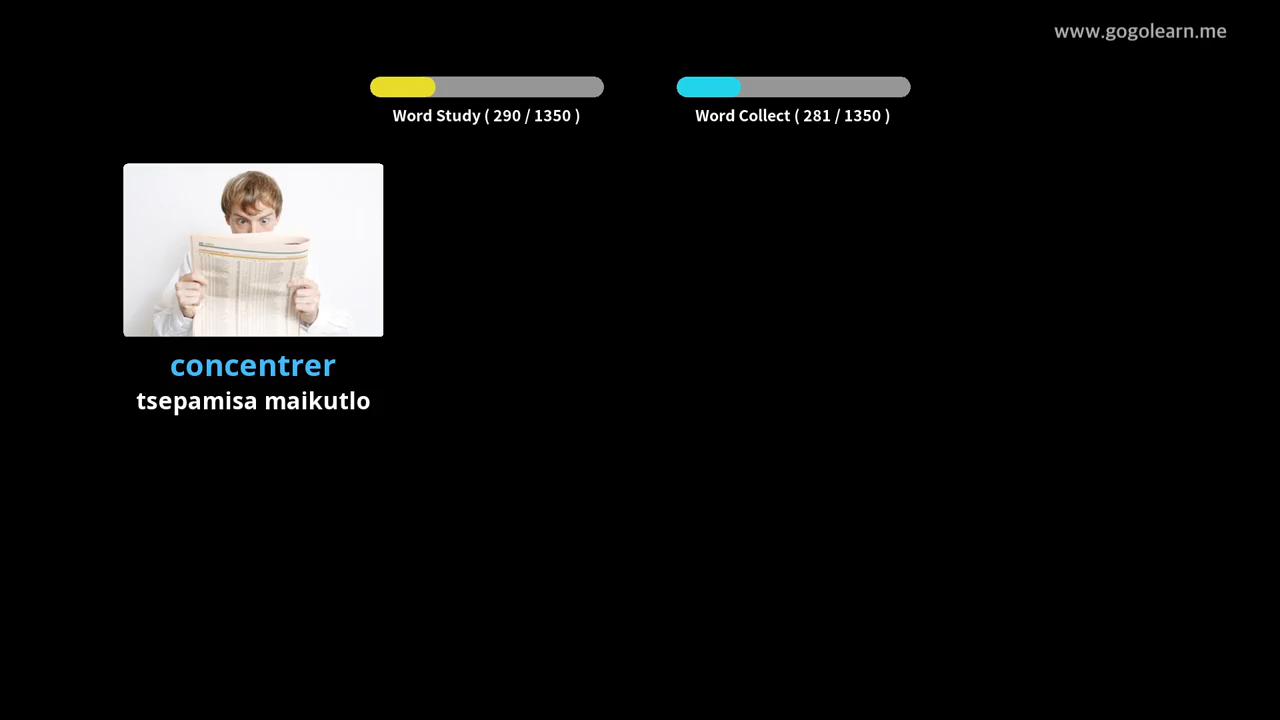 www.gogolearn.me
Word Study ( 290 / 1350 )
Word Collect ( 281 / 1350 )
concentrer
tsepamisa maikutlo